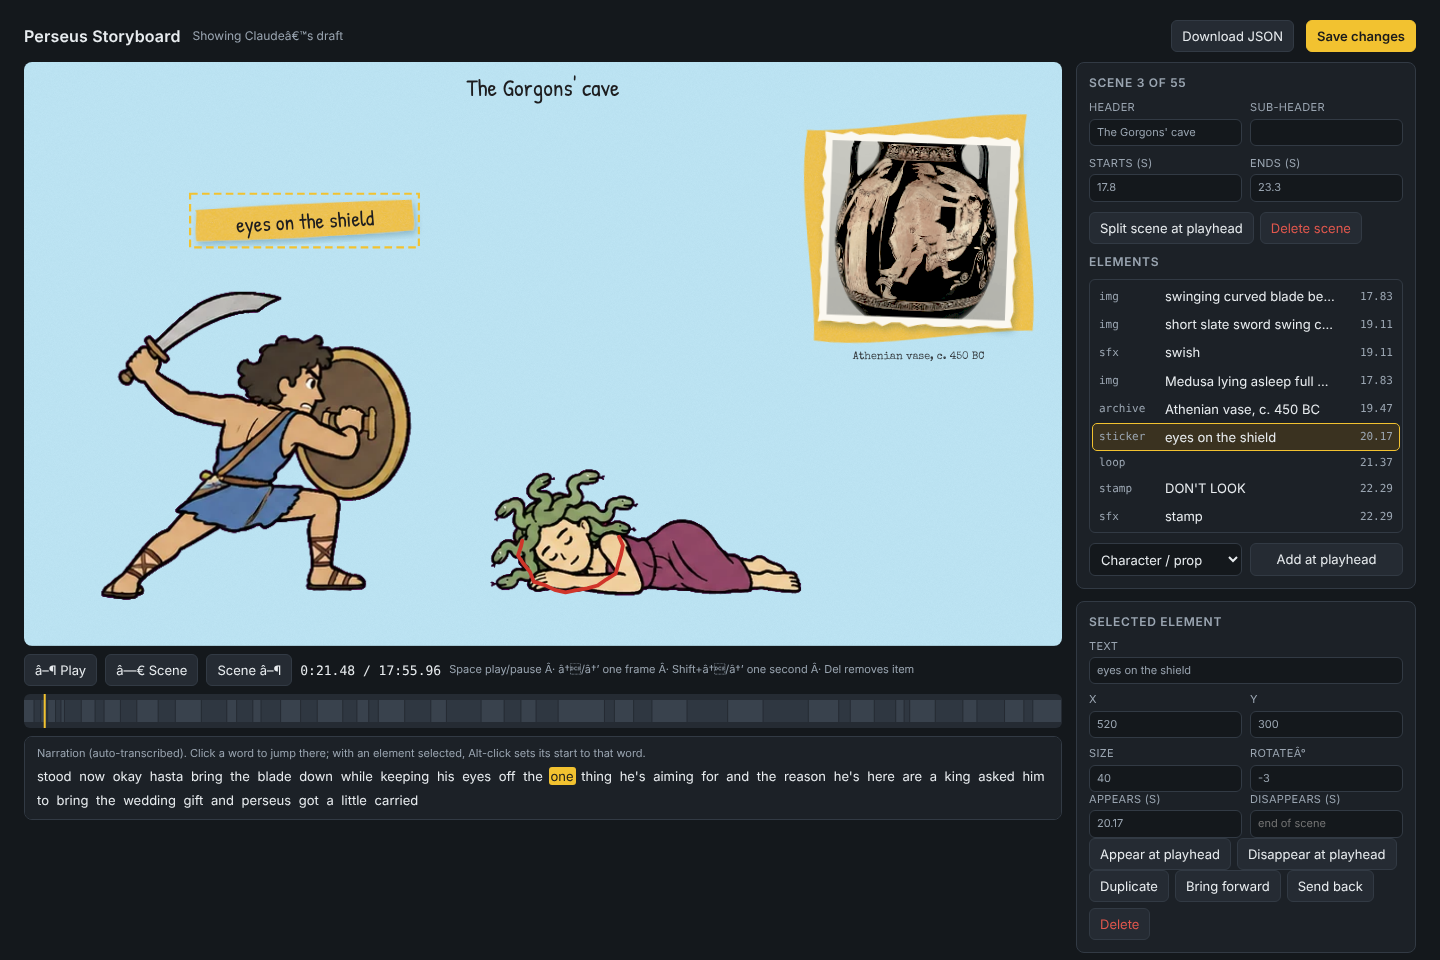 Perseus Storyboard
Showing Claudeâ€™s draft
Download JSON
Save changes
The Gorgons' cave
eyes on the shield
Athenian vase, c. 450 BC
â–¶ Play
â—€ Scene
Scene â–¶
0:21.48 / 17:55.96
Space play/pause Â· one frame Â· one second Â· Del removes item
Narration (auto-transcribed). Click a word to jump there; with an element selected, Alt-click sets its start to that word.
stood now okay hasta bring the blade down while keeping his eyes off the one thing he's aiming for and the reason he's here are a king asked him
to bring the wedding gift and perseus got a little carried
SCENE 3 OF 55
HEADER
SUB-HEADER
The Gorgons' cave
STARTS (S)
ENDS (S)
17.8
23.3
Split scene at playhead
Delete scene
ELEMENTS
img swinging curved blade be... 17.83
img short slate sword swing c... 19.11
sfx swish 19.11
img Medusa lying asleep full ... 17.83
archive Athenian vase, c. 450 BC 19.47
sticker eyes on the shield 20.17
loop 21.37
stamp DON'T LOOK 22.29
sfx stamp 22.29
Character / prop
Add at playhead
SELECTED ELEMENT
TEXT
eyes on the shield
X
Y
520
300
SIZE
ROTATEÂ°
40
-3
APPEARS (S)
DISAPPEARS (S)
20.17
end of scene
Appear at playhead
Disappear at playhead
Duplicate
Bring forward
Send back
Delete